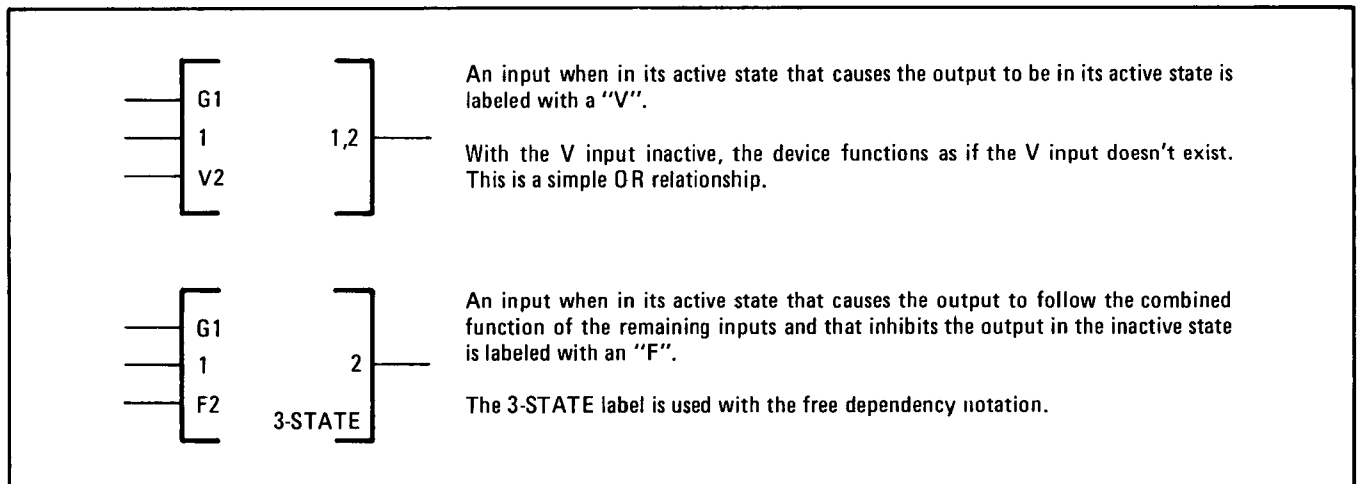 G1
1
V2
1,2
An input when in its active state that causes the output to be in its active state is
labeled with a "V".
With the V input inactive, the device functions as if the V input doesn't exist.
This is a simple OR relationship.
G1
1
F2
2
3-STATE
An input when in its active state that causes the output to follow the combined
function of the remaining inputs and that inhibits the output in the inactive state
is labeled with an "F".
The 3-STATE label is used with the free dependency notation.